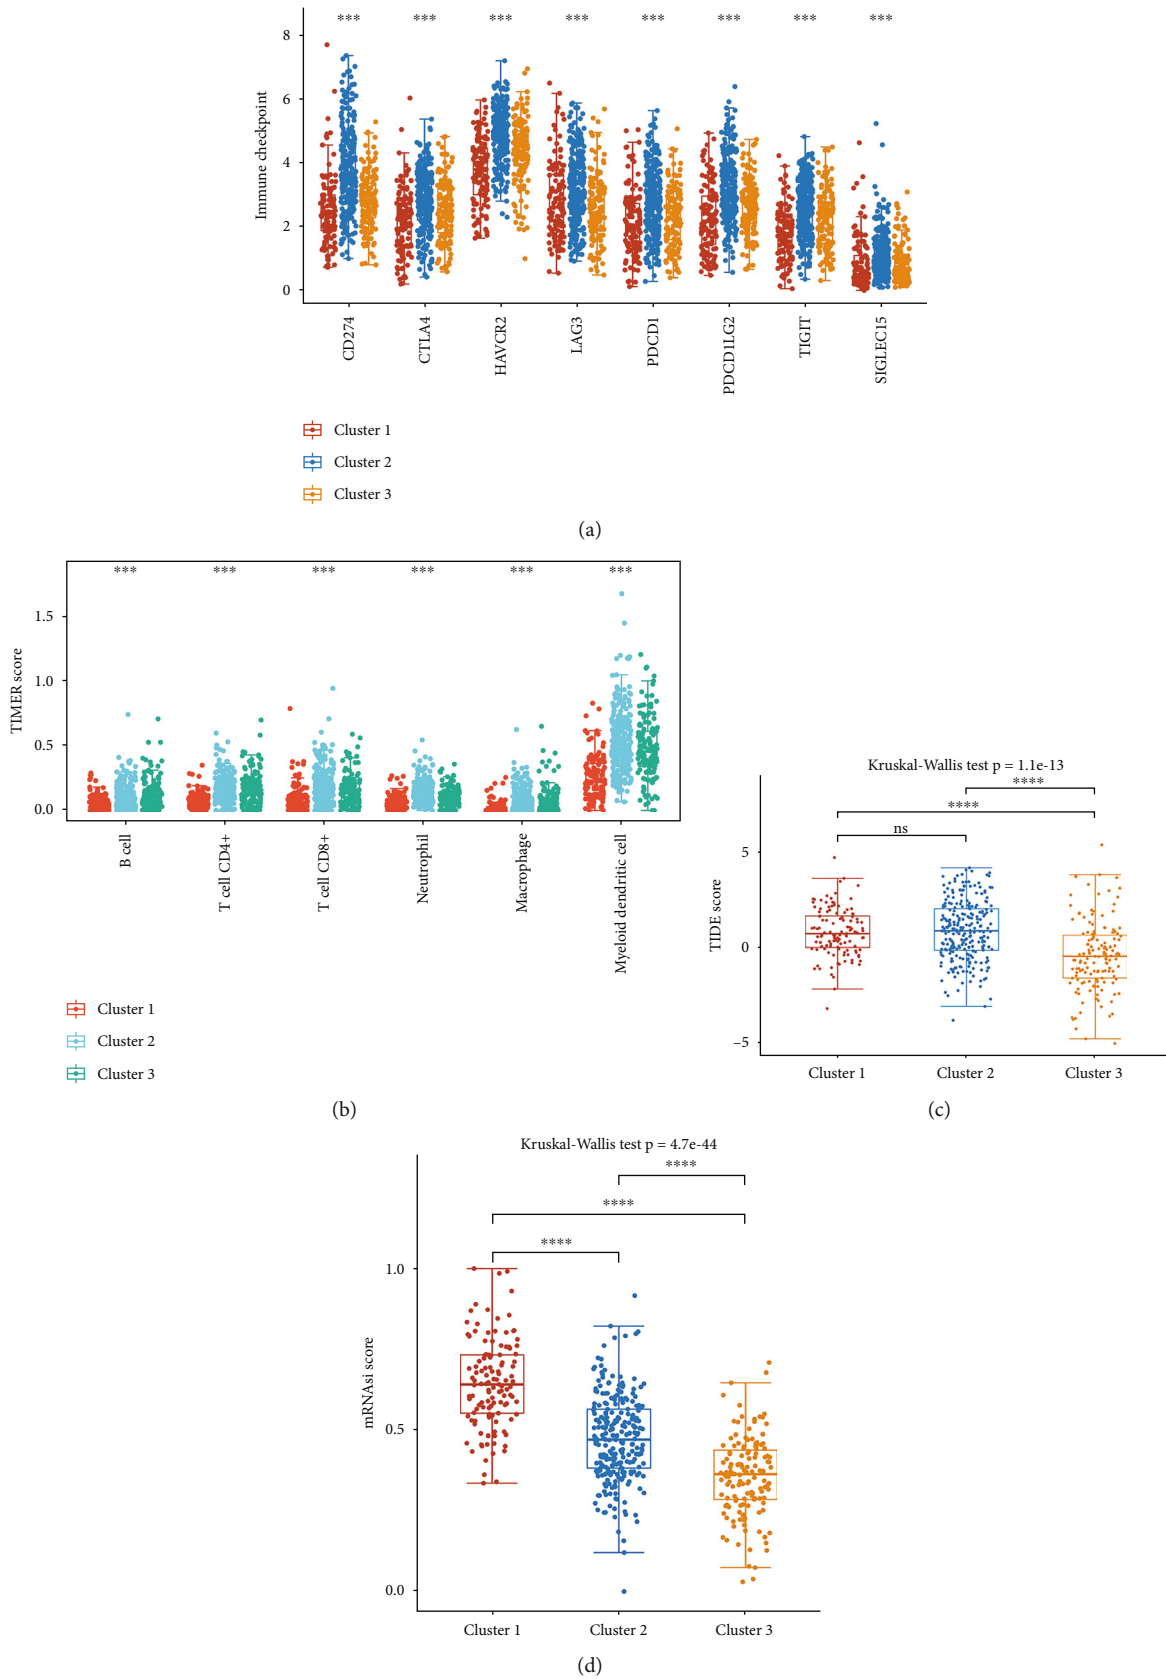 *** *** *** *** *** *** *** ***
8
6
4
2
0
Immune checkpoint
CD274
CTLA4
HAVCR2
LAG3
PDCD1
PDCD1LG2
TIGIT
SIGLEC15
Cluster 1
Cluster 2
Cluster 3
(a)
*** *** *** *** *** ***
1.5
1.0
0.5
0.0
TIMER score
B cell
T cell CD4+
T cell CD8+
Neutrophil
Macrophage
Myeloid dendritic cell
Cluster 1
Cluster 2
Cluster 3
(b)
Kruskal-Wallis test p = 1.1e-13
****
****
ns
5
0
−5
TIDE score
Cluster 1
Cluster 2
Cluster 3
(c)
Kruskal-Wallis test p = 4.7e-44
****
****
****
1.0
0.5
0.0
mRNAsi score
Cluster 1
Cluster 2
Cluster 3
(d)